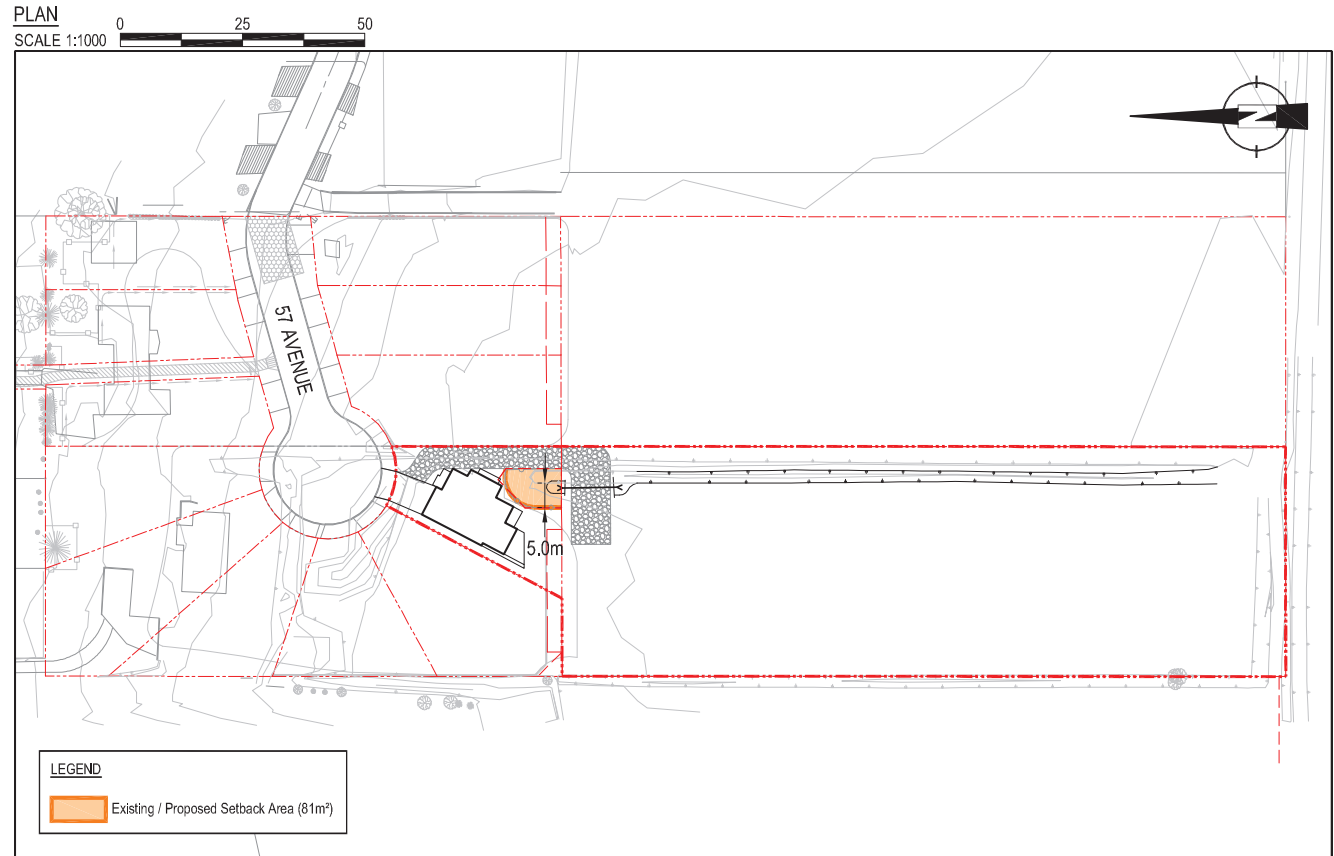 PLAN
SCALE 1:1000
0 25 50
N
57 AVENUE
5.0m
LEGEND
Existing / Proposed Setback Area (81m²)